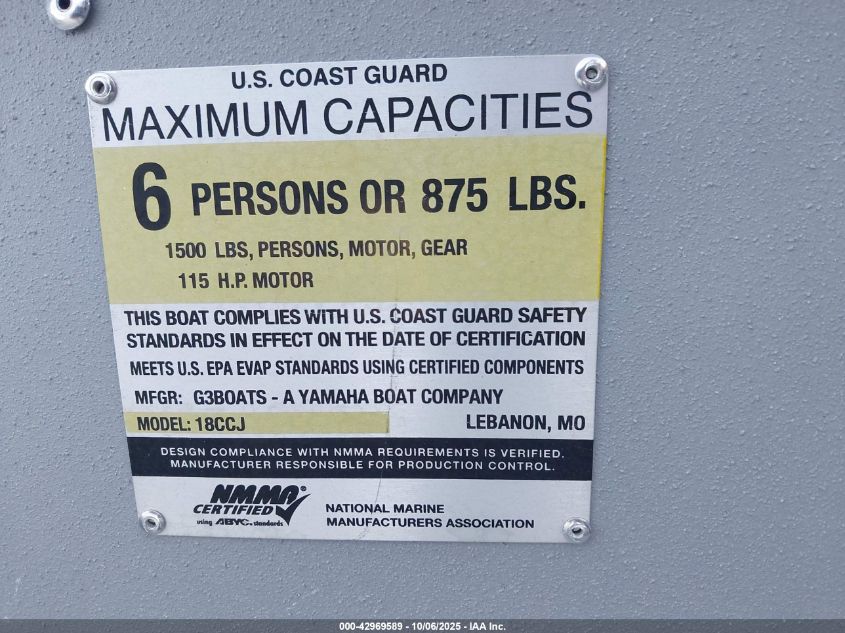 U.S. COAST GUARD
MAXIMUM CAPACITIES
6 PERSONS OR 875 LBS.
1500 LBS, PERSONS, MOTOR, GEAR
115 H.P. MOTOR
THIS BOAT COMPLIES WITH U.S. COAST GUARD SAFETY
STANDARDS IN EFFECT ON THE DATE OF CERTIFICATION
MEETS U.S. EPA EVAP STANDARDS USING CERTIFIED COMPONENTS
MFGR: G3BOATS - A YAMAHA BOAT COMPANY
MODEL: 18CCJ LEBANON, MO
DESIGN COMPLIANCE WITH NMMA REQUIREMENTS IS VERIFIED.
MANUFACTURER RESPONSIBLE FOR PRODUCTION CONTROL.
NMMA®
CERTIFIED
using ABYC. standards
NATIONAL MARINE
MANUFACTURERS ASSOCIATION
000-42969589 - 10/06/2025 - IAA Inc.